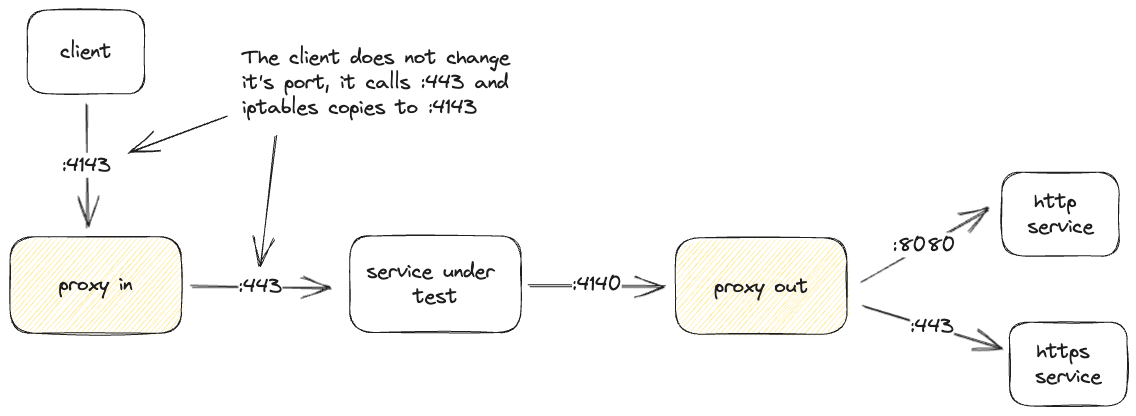 client
The client does not change
it's port, it calls :443 and
iptables copies to :4143
:4143
proxy in
:443
service under
test
:4140
proxy out
:8080
http
service
:443
https
service